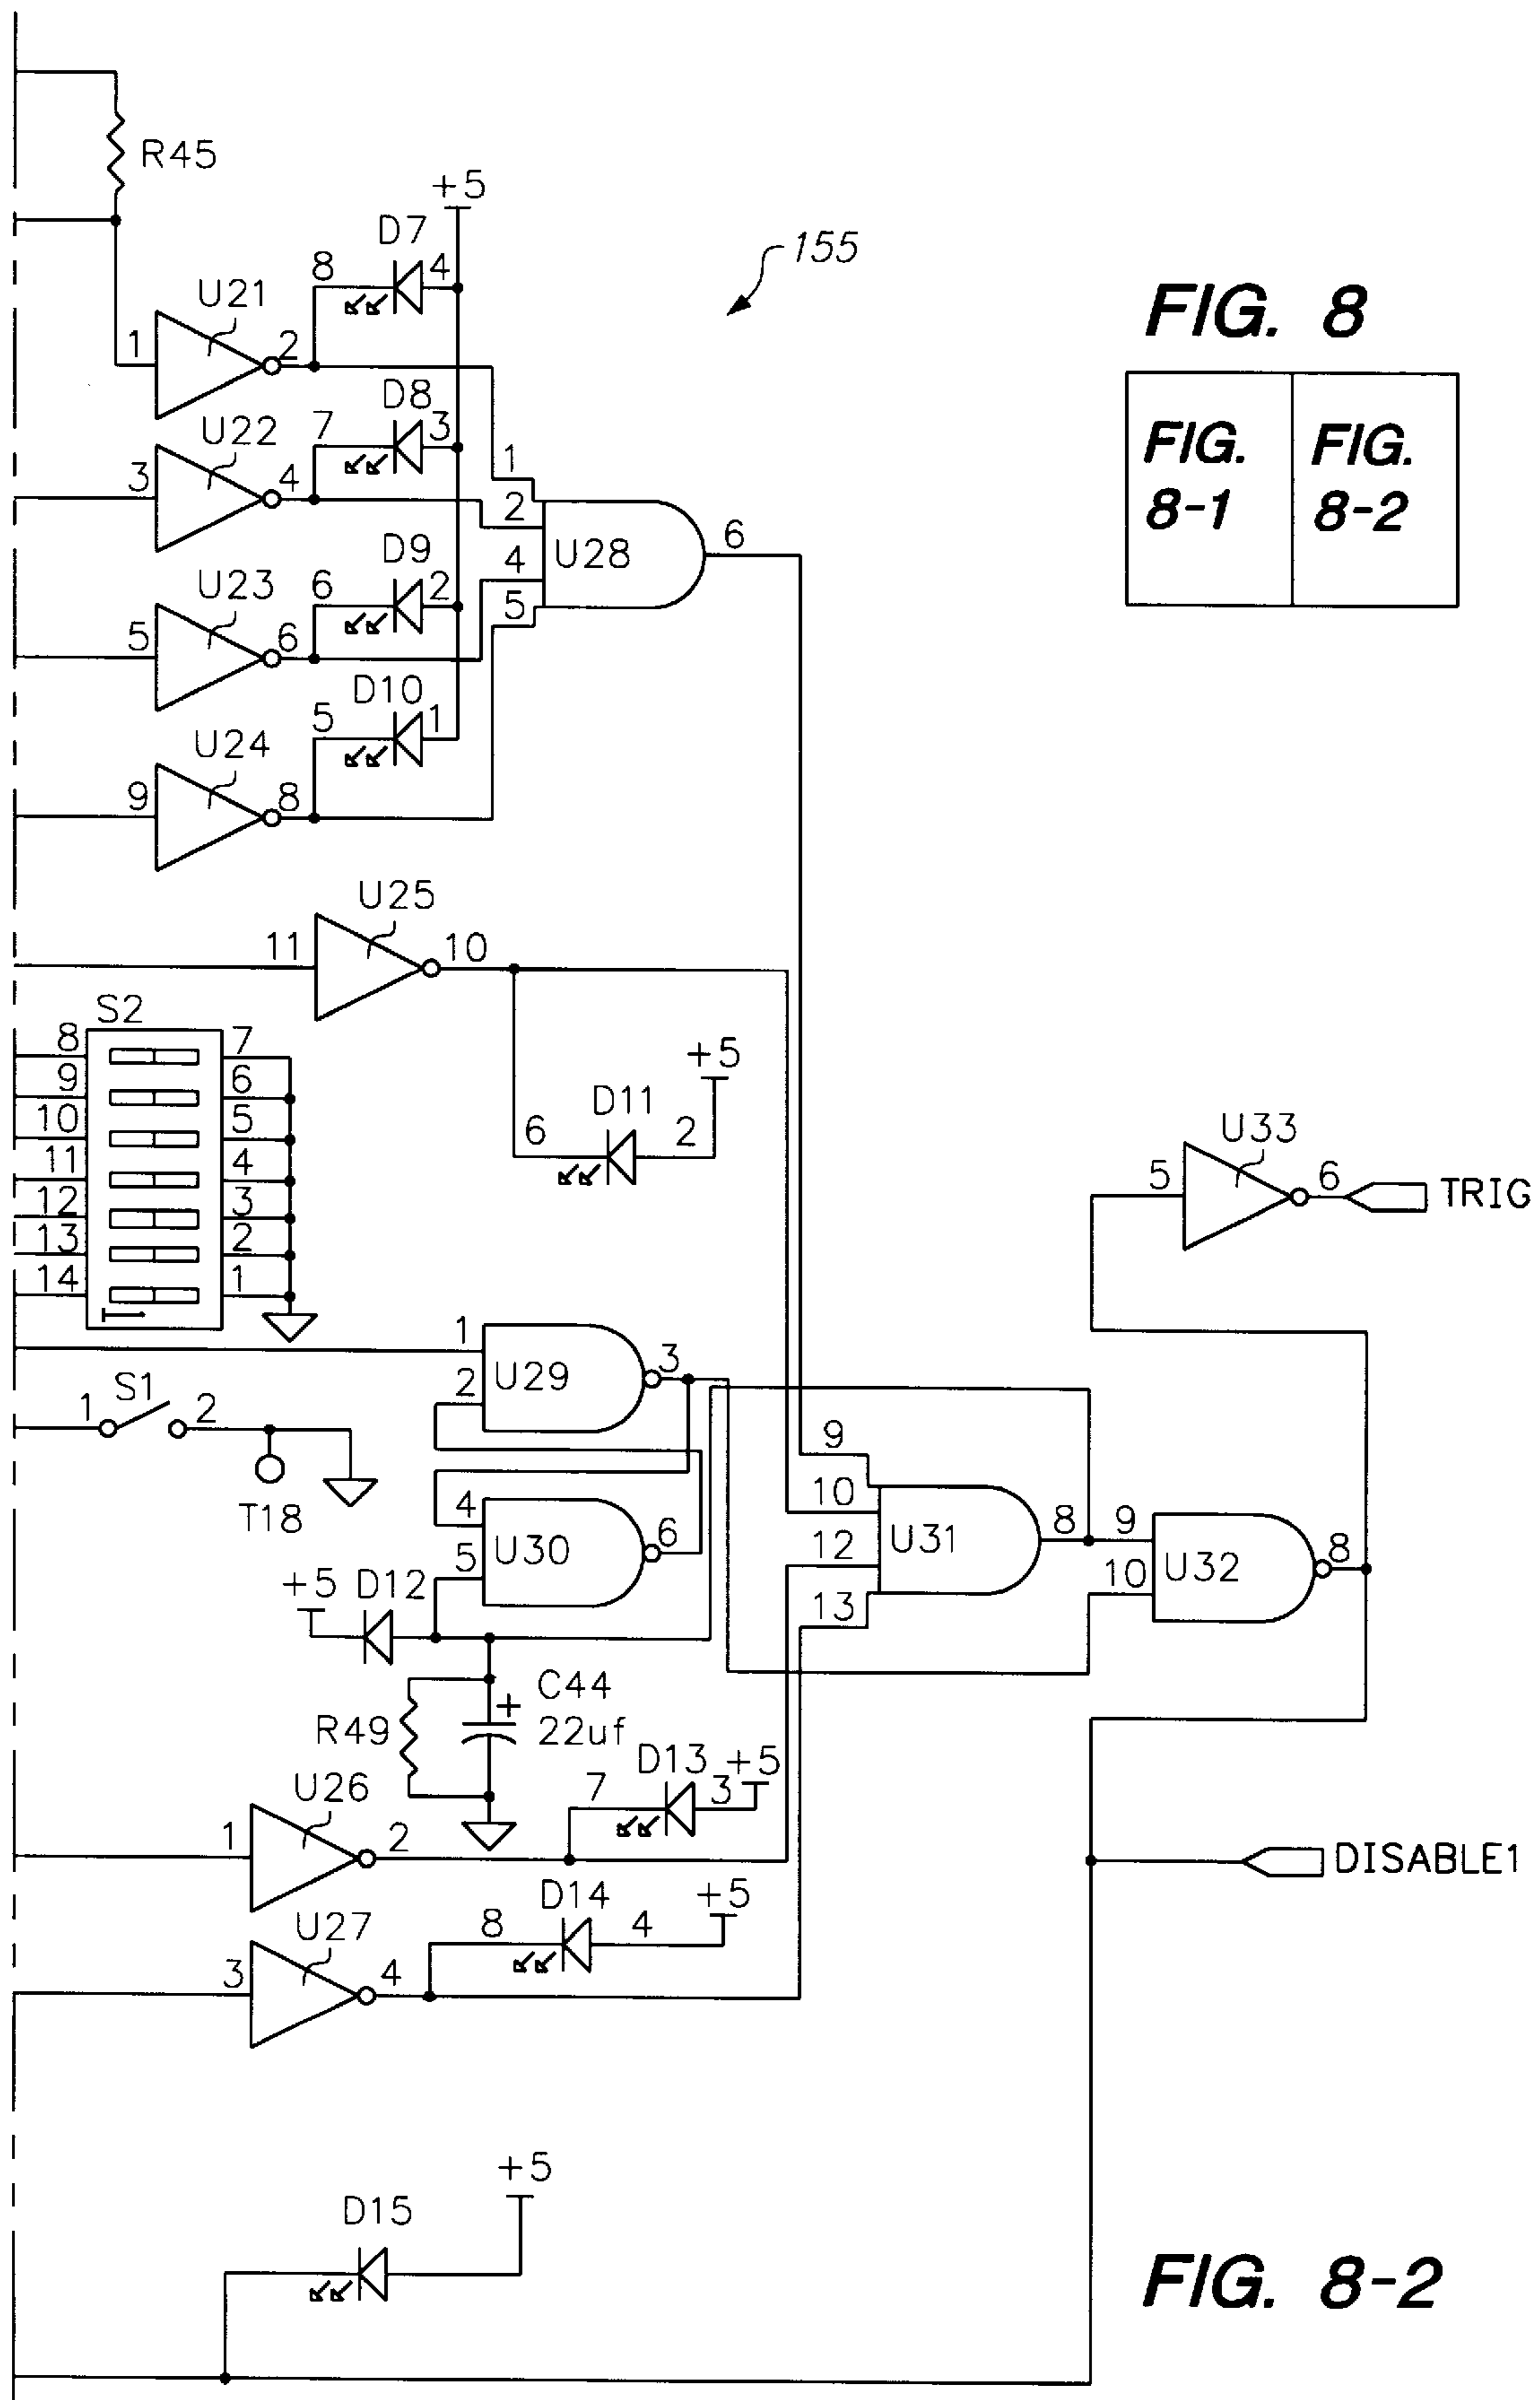 R45
+5
D7
155
8
4
U21
FIG. 8
1
2
D8
7
3
U22
FIG. 8-1
FIG. 8-2
3
4
1
2
U28
6
D9
4
6
2
U23
5
5
6
D10
5
1
U24
9
8
U25
11
10
S2
8
7
+5
9
6
D11
10
5
6
2
U33
11
4
5
6
TRIG
12
3
13
2
14
1
1
U29
3
2
S1
1
2
9
4
10
T18
U30
6
U31
8
9
5
12
U32
8
+5
D12
10
13
C44
+
22uf
R49
D13
+5
7
3
U26
1
2
DISABLE1
D14
+5
8
4
U27
3
4
+5
D15
FIG. 8-2